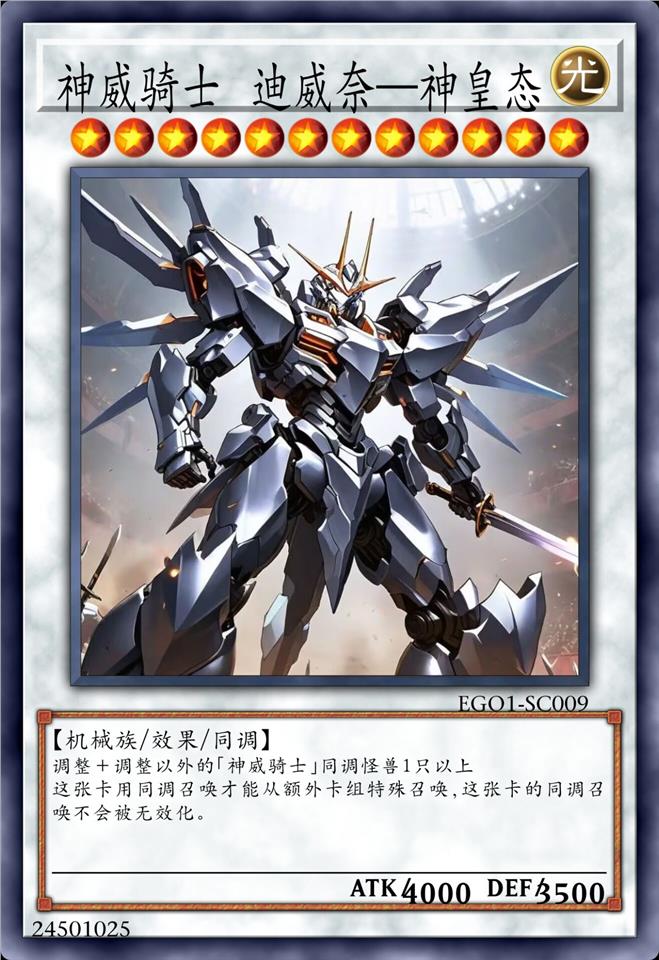 神威骑士 迪威奈—神皇态
光
EGO1-SC009
【机械族/效果/同调】
调整＋调整以外的「神威骑士」同调怪兽1只以上
这张卡用同调召唤才能从额外卡组特殊召唤,这张卡的同调召
唤不会被无效化。
ATK/4000 DEF/3500
24501025